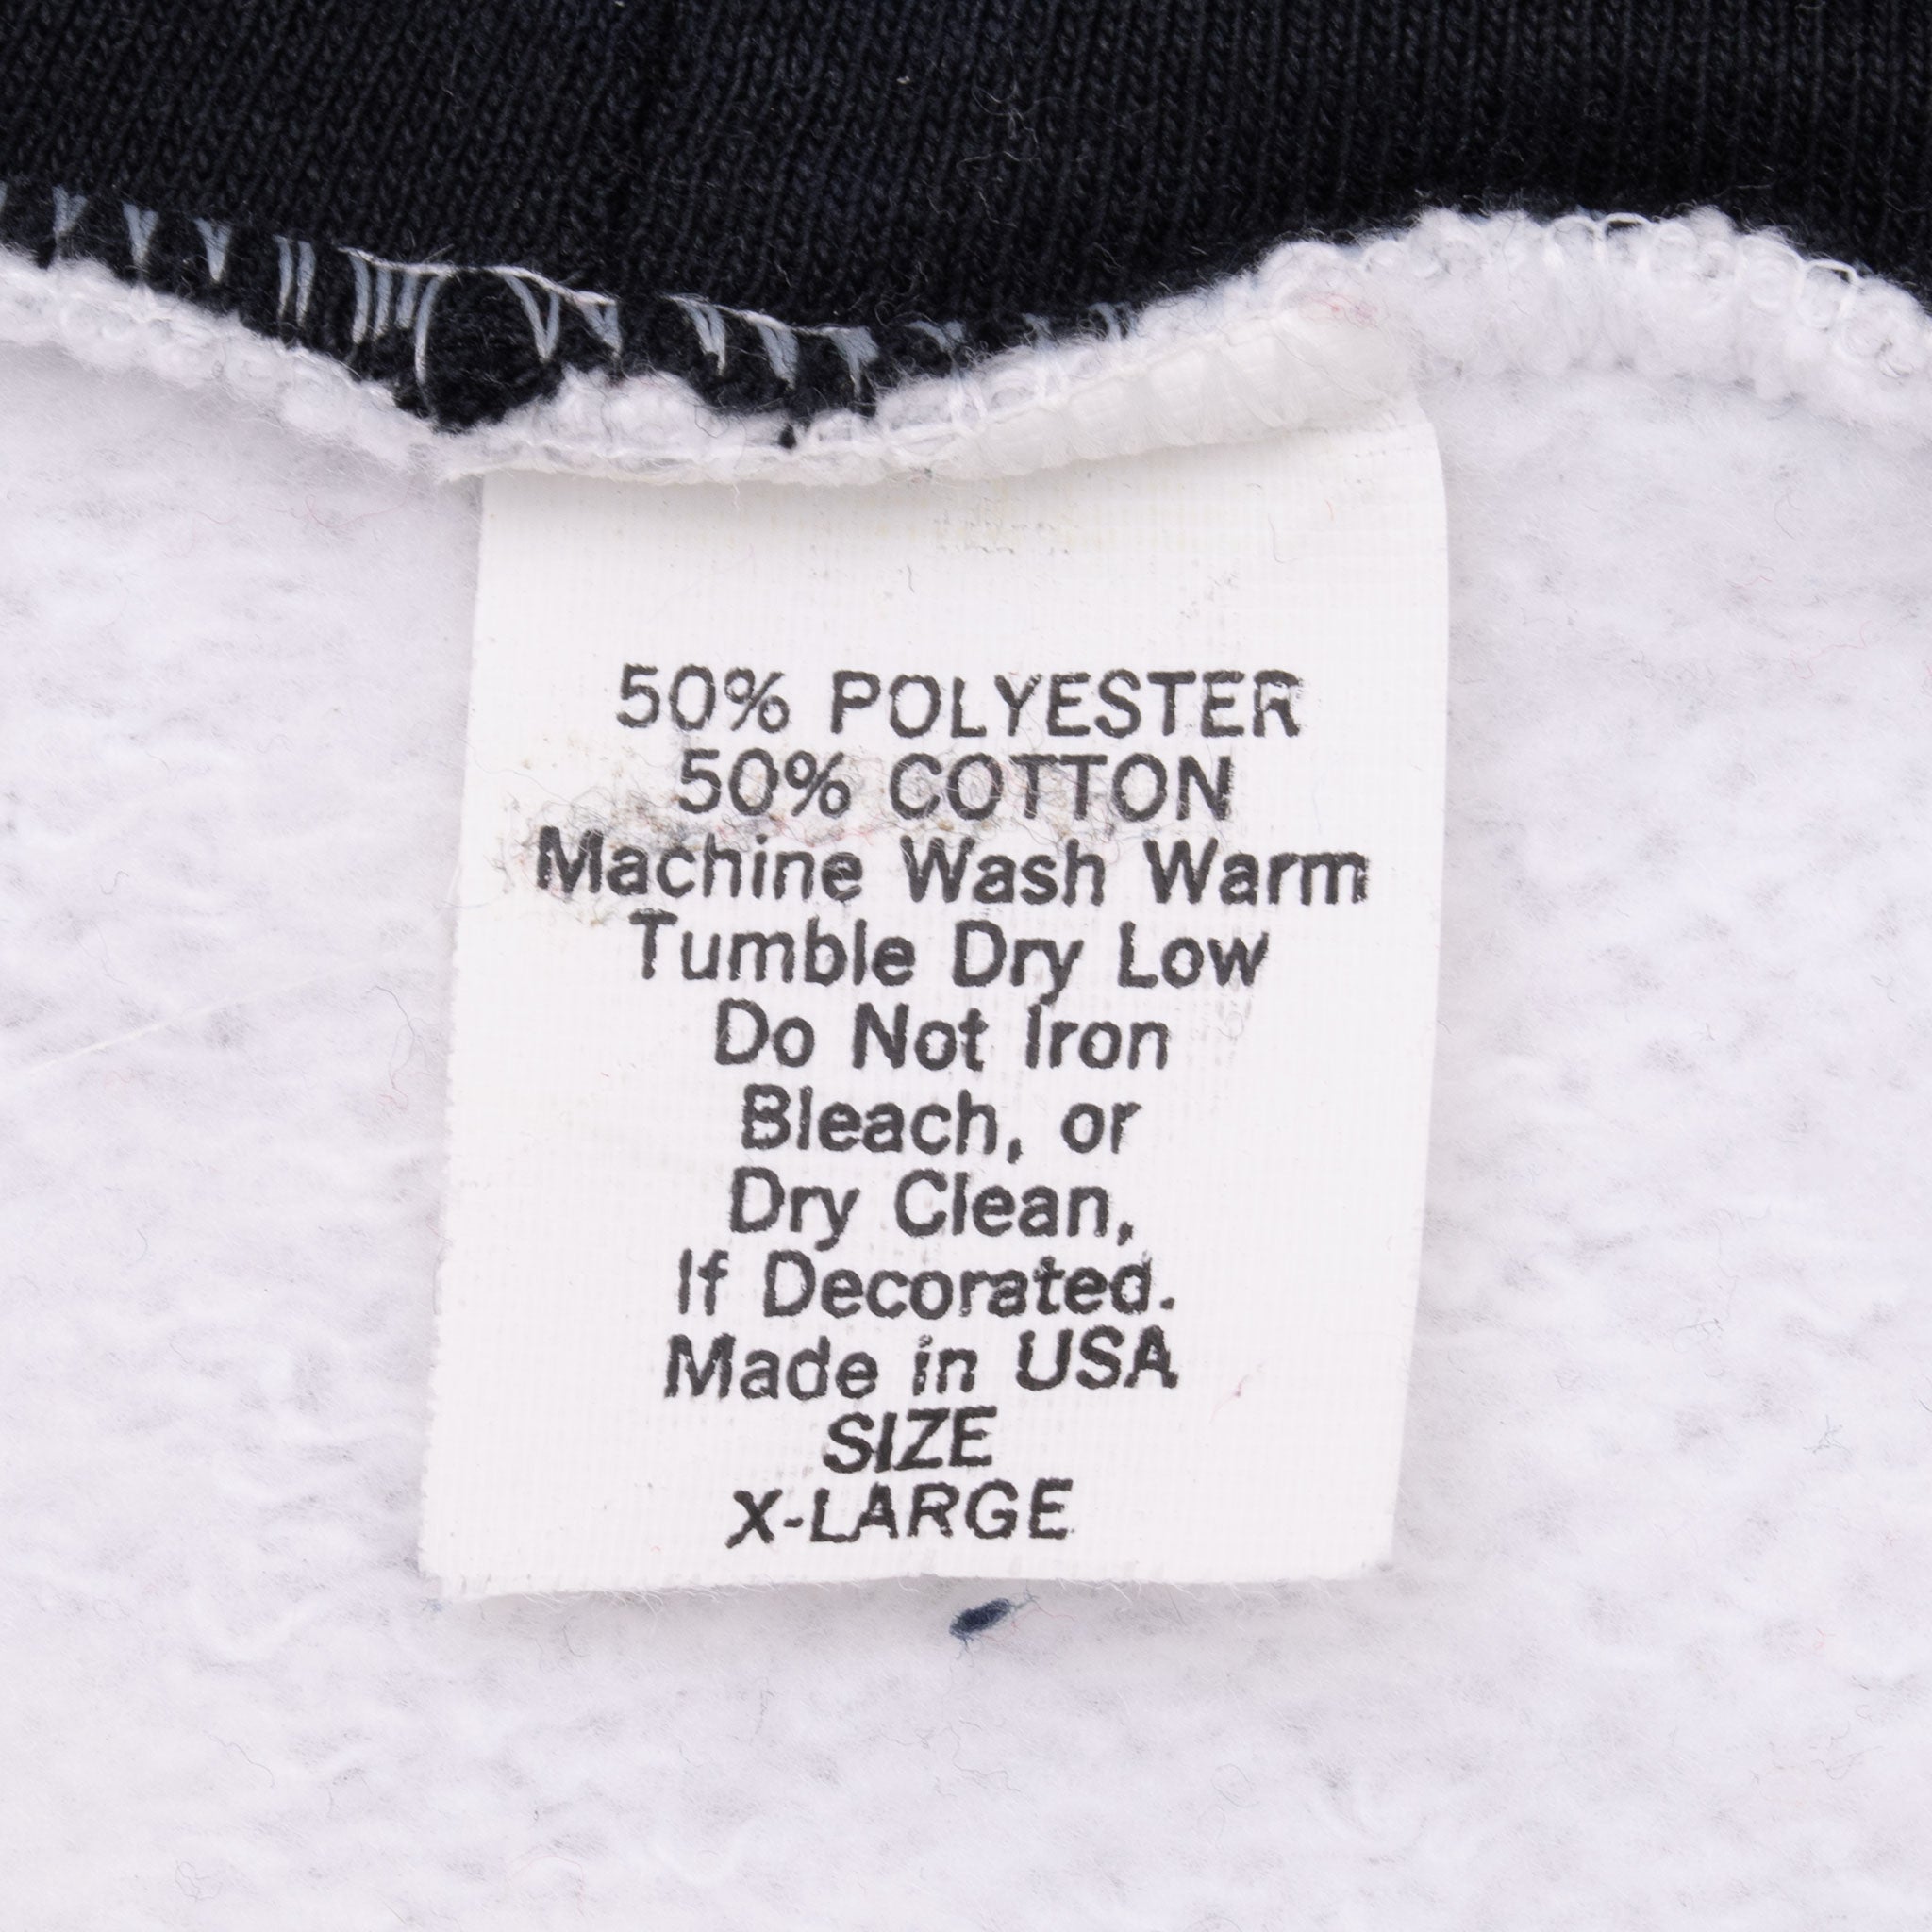 50% POLYESTER
50% COTTON
Machine Wash Warm
Tumble Dry Low
Do Not Iron
Bleach, or
Dry Clean,
If Decorated.
Made in USA
SIZE
X-LARGE